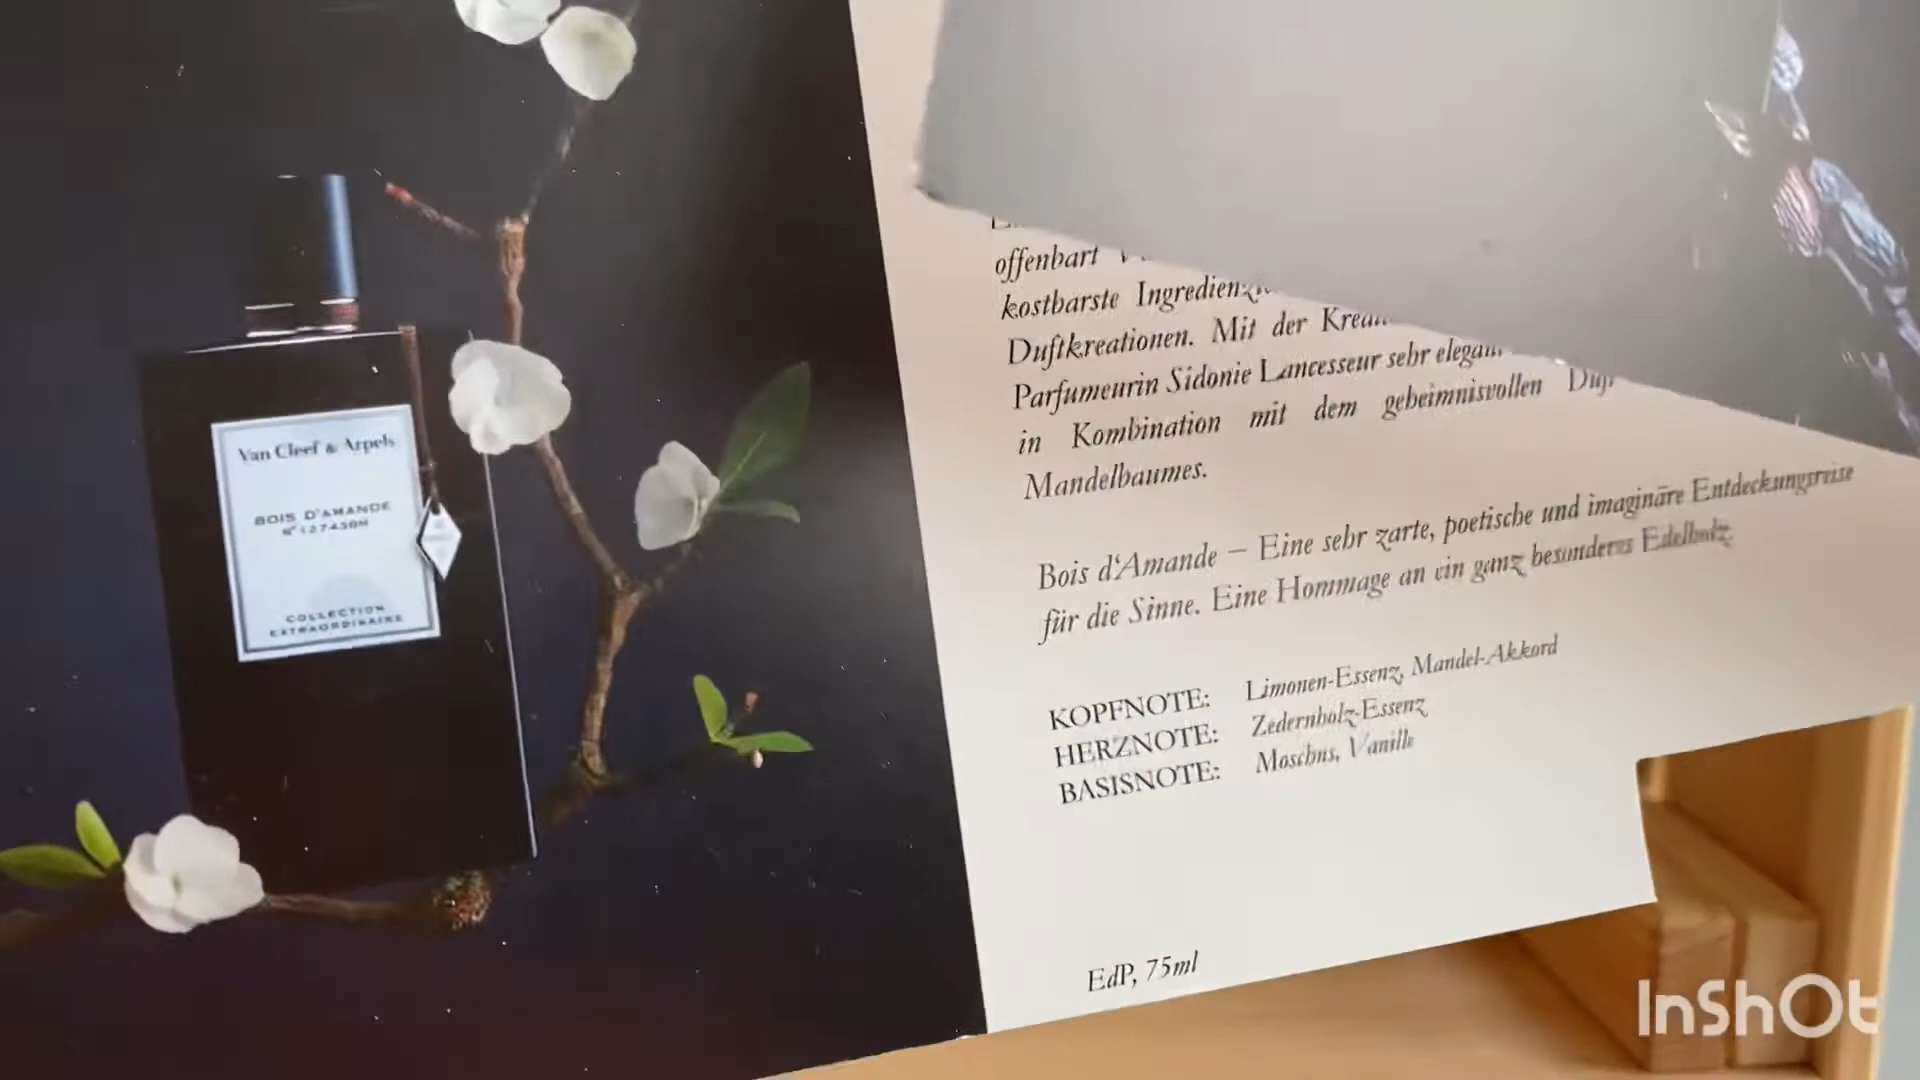 Van Cleef & Arpels
BOIS D'AMANDE
COLLECTION
EXTRAORDINAIRE
offenbart
kostbarste
Duftkreationen. Mit der
Parfumeurin Sidonie Lancesseur sehr
in Kombination mit dem geheimnisvollen
Mandelbaumes.
Bois d'Amande – Eine sehr zarte, poetische und imaginäre Entdeckungsreise
für die Sinne. Eine Hommage an ein ganz besonderes Edelholz.
KOPFNOTE: Limonen-Essenz, Mandel-Akkord
HERZNOTE: Zedernholz-Essenz
BASISNOTE: Moschus, Vanille
EdP, 75ml
InShOt